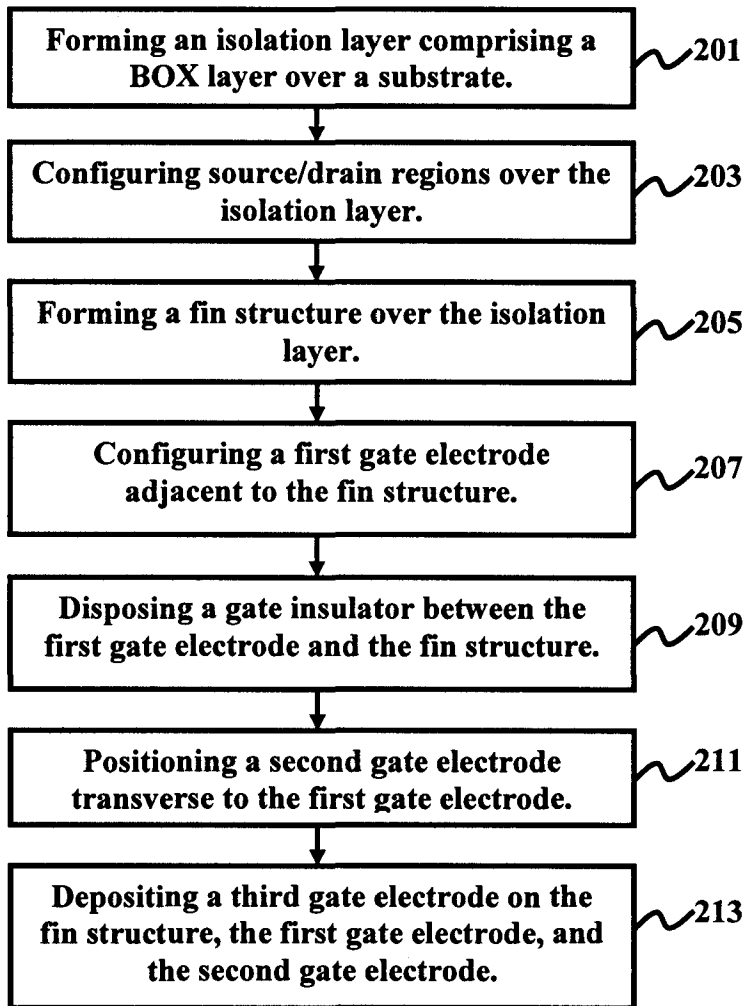 Forming an isolation layer comprising a
BOX layer over a substrate.
201
Configuring source/drain regions over the
isolation layer.
203
Forming a fin structure over the isolation
layer.
205
Configuring a first gate electrode
adjacent to the fin structure.
207
Disposing a gate insulator between the
first gate electrode and the fin structure.
209
Positioning a second gate electrode
transverse to the first gate electrode.
211
Depositing a third gate electrode on the
fin structure, the first gate electrode, and
the second gate electrode.
213